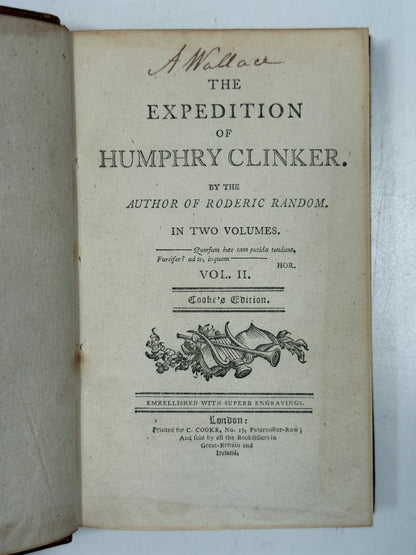 A Wallace
THE
EXPEDITION
OF
HUMPHRY CLINKER.
BY THE
AUTHOR OF RODERIC RANDOM.
IN TWO VOLUMES.
——— Quorsum hæc tam putida tendunt,
Furcifer? ad te, inquam ———
HOR.
VOL. II.
Cooke's Edition.
EMBELLISHED WITH SUPERB ENGRAVINGS.
London:
Printed for C. COOKE, No. 17, Paternoster-Row;
And sold by all the Booksellers in
Great-Britain and
Ireland.